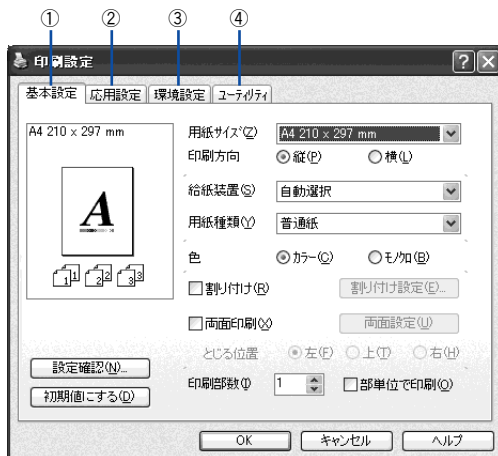 ① ② ③ ④
印刷設定
基本設定 応用設定 環境設定 ユーティリティ
A4 210 x 297 mm
A
1 1 2 2 3 3
設定確認(N)...
初期値にする(D)
用紙サイズ(Z) A4 210 x 297 mm
印刷方向 縦(P) 横(L)
給紙装置(S) 自動選択
用紙種類(Y) 普通紙
色 カラー(C) モノクロ(B)
割り付け(R) 割り付け設定(E)...
両面印刷(X) 両面設定(U)
とじる位置 左(F) 上(T) 右(H)
印刷部数(I) 1 部単位で印刷(O)
OK キャンセル ヘルプ